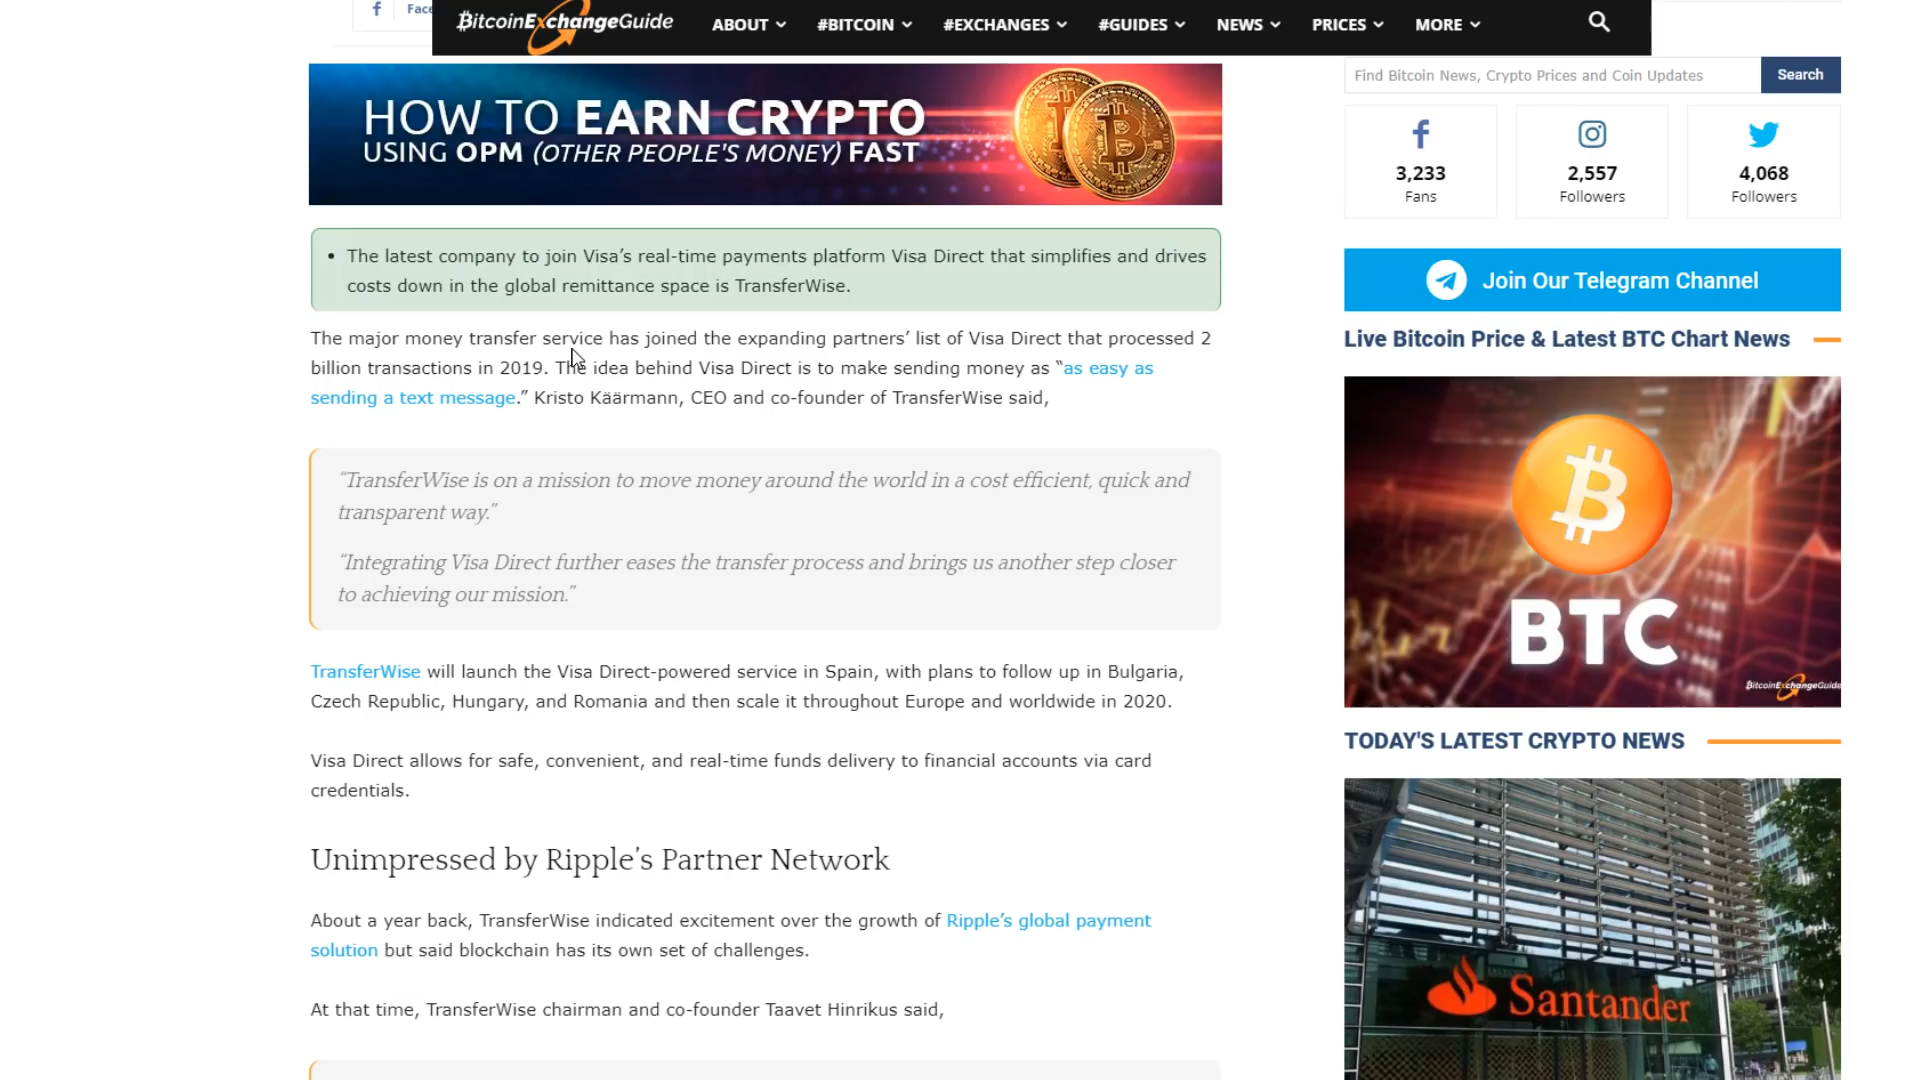 Face
BitcoinExchangeGuide
ABOUT
#BITCOIN
#EXCHANGES
#GUIDES
NEWS
PRICES
MORE
HOW TO EARN CRYPTO
USING OPM (OTHER PEOPLE'S MONEY) FAST
• The latest company to join Visa’s real-time payments platform Visa Direct that simplifies and drives
costs down in the global remittance space is TransferWise.
The major money transfer service has joined the expanding partners’ list of Visa Direct that processed 2
billion transactions in 2019. The idea behind Visa Direct is to make sending money as “as easy as
sending a text message.” Kristo Käärmann, CEO and co-founder of TransferWise said,
“TransferWise is on a mission to move money around the world in a cost efficient, quick and
transparent way.”
“Integrating Visa Direct further eases the transfer process and brings us another step closer
to achieving our mission.”
TransferWise will launch the Visa Direct-powered service in Spain, with plans to follow up in Bulgaria,
Czech Republic, Hungary, and Romania and then scale it throughout Europe and worldwide in 2020.
Visa Direct allows for safe, convenient, and real-time funds delivery to financial accounts via card
credentials.
Unimpressed by Ripple’s Partner Network
About a year back, TransferWise indicated excitement over the growth of Ripple’s global payment
solution but said blockchain has its own set of challenges.
At that time, TransferWise chairman and co-founder Taavet Hinrikus said,
Find Bitcoin News, Crypto Prices and Coin Updates
Search
3,233
Fans
2,557
Followers
4,068
Followers
Join Our Telegram Channel
Live Bitcoin Price & Latest BTC Chart News
BTC
BitcoinExchangeGuide
TODAY'S LATEST CRYPTO NEWS
Santander